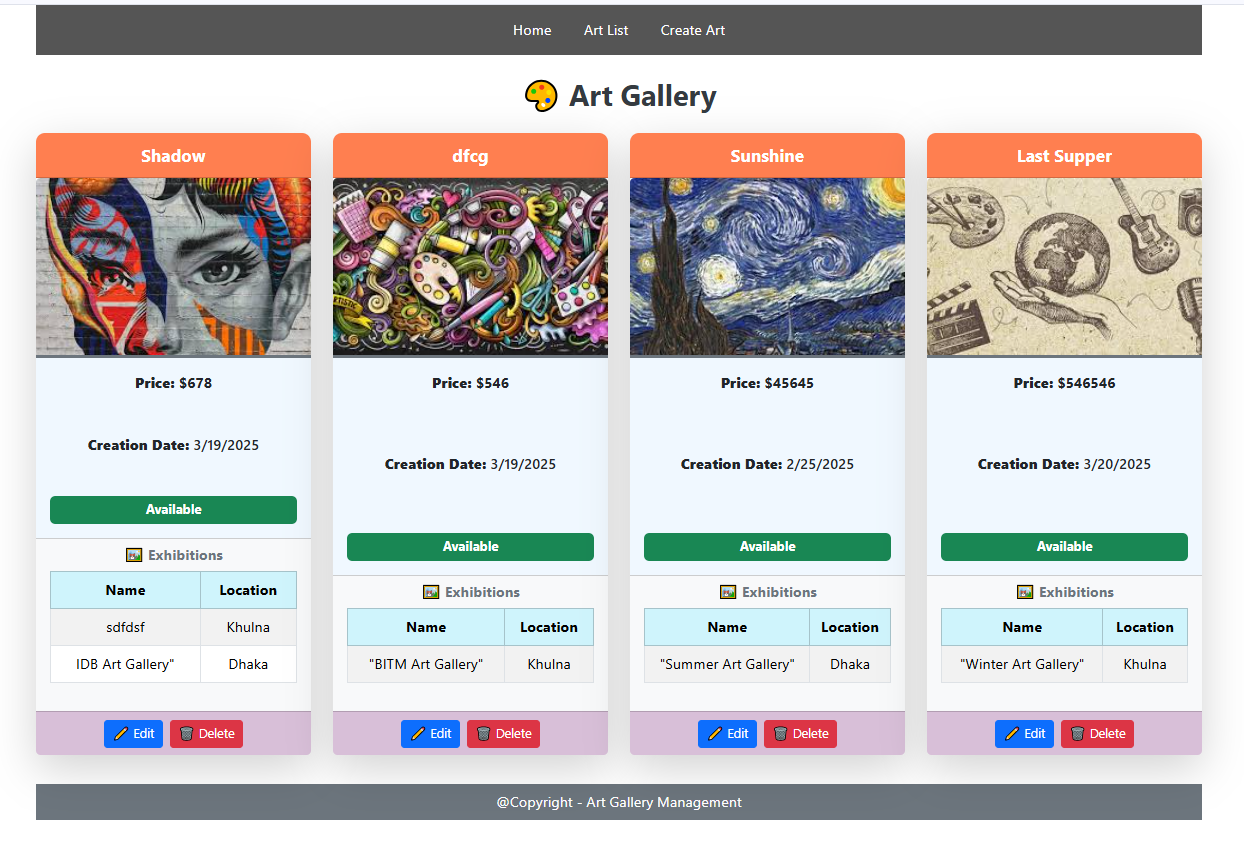 Home Art List Create Art
Art Gallery
Shadow
Price: $678
Creation Date: 3/19/2025
Available
Exhibitions
Name Location
sdfdsf Khulna
IDB Art Gallery" Dhaka
Edit Delete
dfcg
ARTISTIC
Price: $546
Creation Date: 3/19/2025
Available
Exhibitions
Name Location
"BITM Art Gallery" Khulna
Edit Delete
Sunshine
Price: $45645
Creation Date: 2/25/2025
Available
Exhibitions
Name Location
"Summer Art Gallery" Dhaka
Edit Delete
Last Supper
Price: $546546
Creation Date: 3/20/2025
Available
Exhibitions
Name Location
"Winter Art Gallery" Khulna
Edit Delete
@Copyright - Art Gallery Management